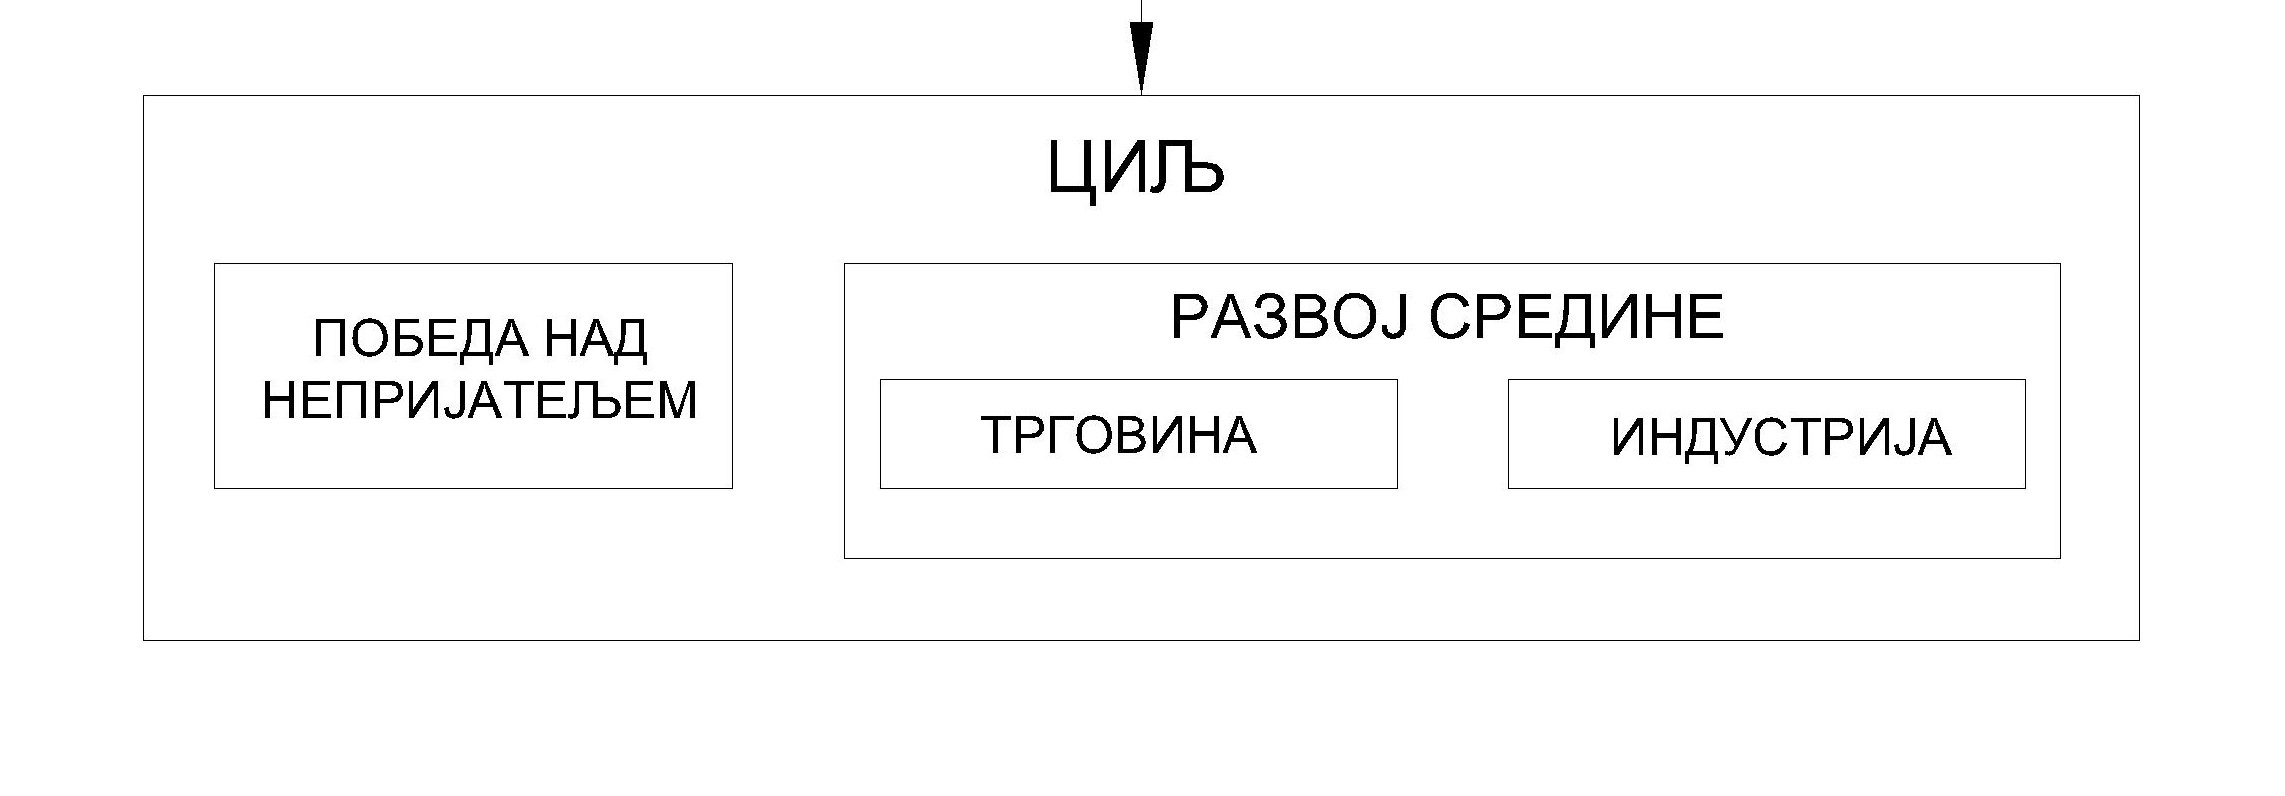 ЦИЉ
ПОБЕДА НАД
НЕПРИЈАТЕЉЕМ
РАЗВОЈ СРЕДИНЕ
ТРГОВИНА
ИНДУСТРИЈА